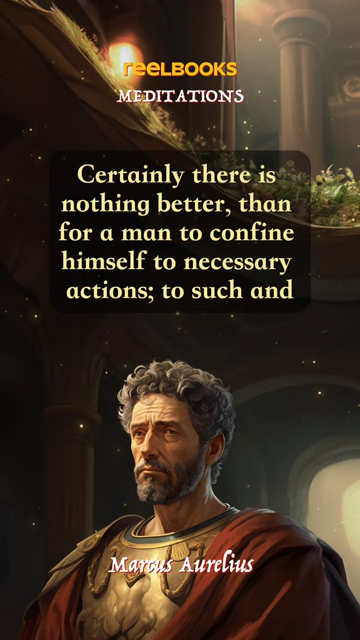 reelbooks
MEDITATIONS
Certainly there is
nothing better, than
for a man to confine
himself to necessary
actions; to such and
Marcus Aurelius